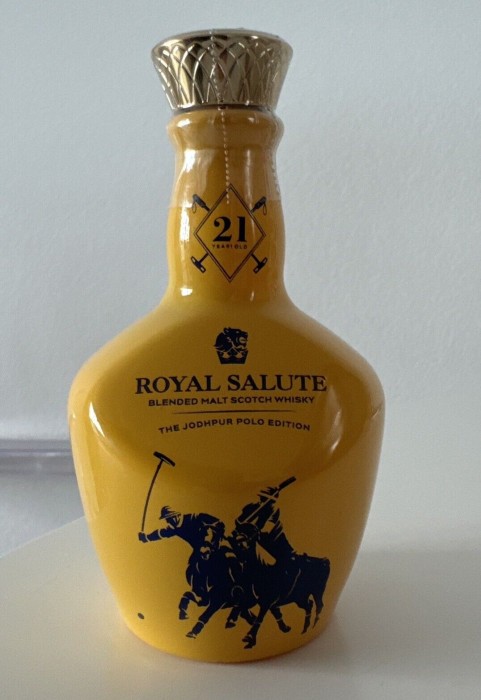 21
YEARS OLD
ROYAL SALUTE
BLENDED MALT SCOTCH WHISKY
THE JODHPUR POLO EDITION